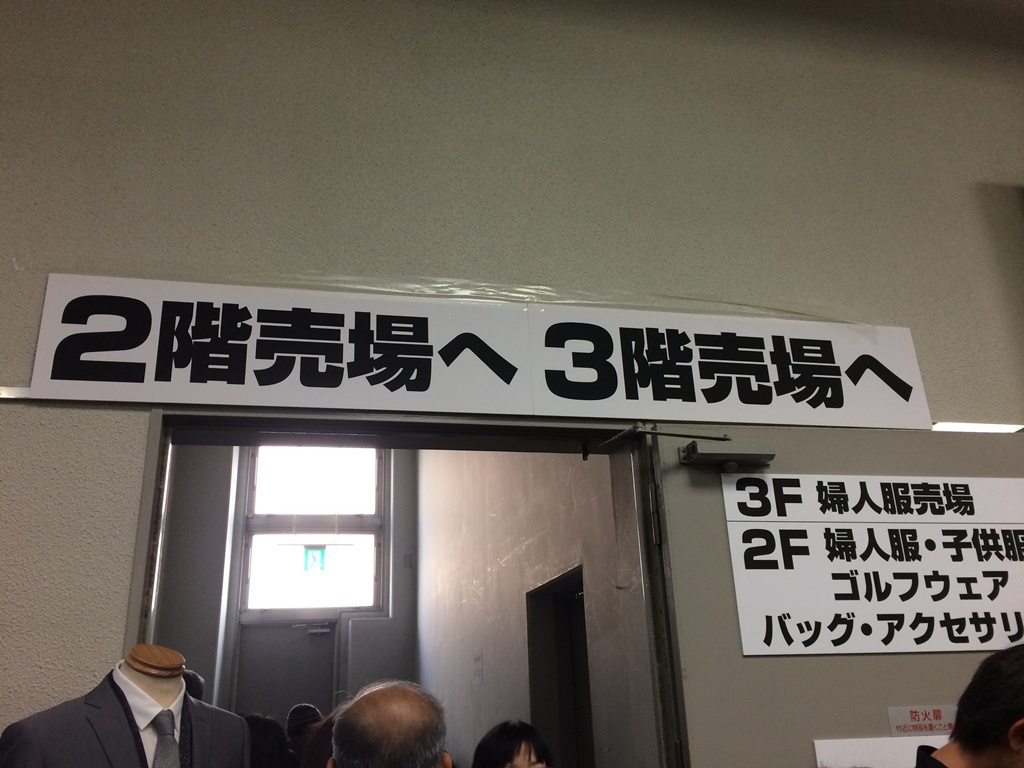 2階売場へ 3階売場へ
3F 婦人服売場
2F 婦人服・子供服
ゴルフウェア
バッグ・アクセサリ
防火扉